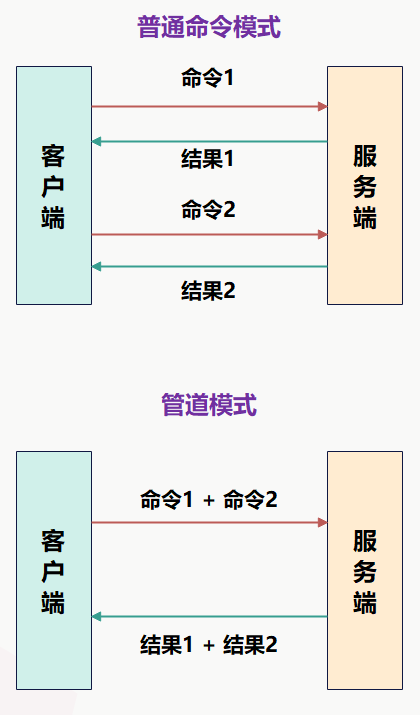 普通命令模式
命令1
客户端
服务端
结果1
命令2
结果2
管道模式
命令1 + 命令2
客户端
服务端
结果1 + 结果2